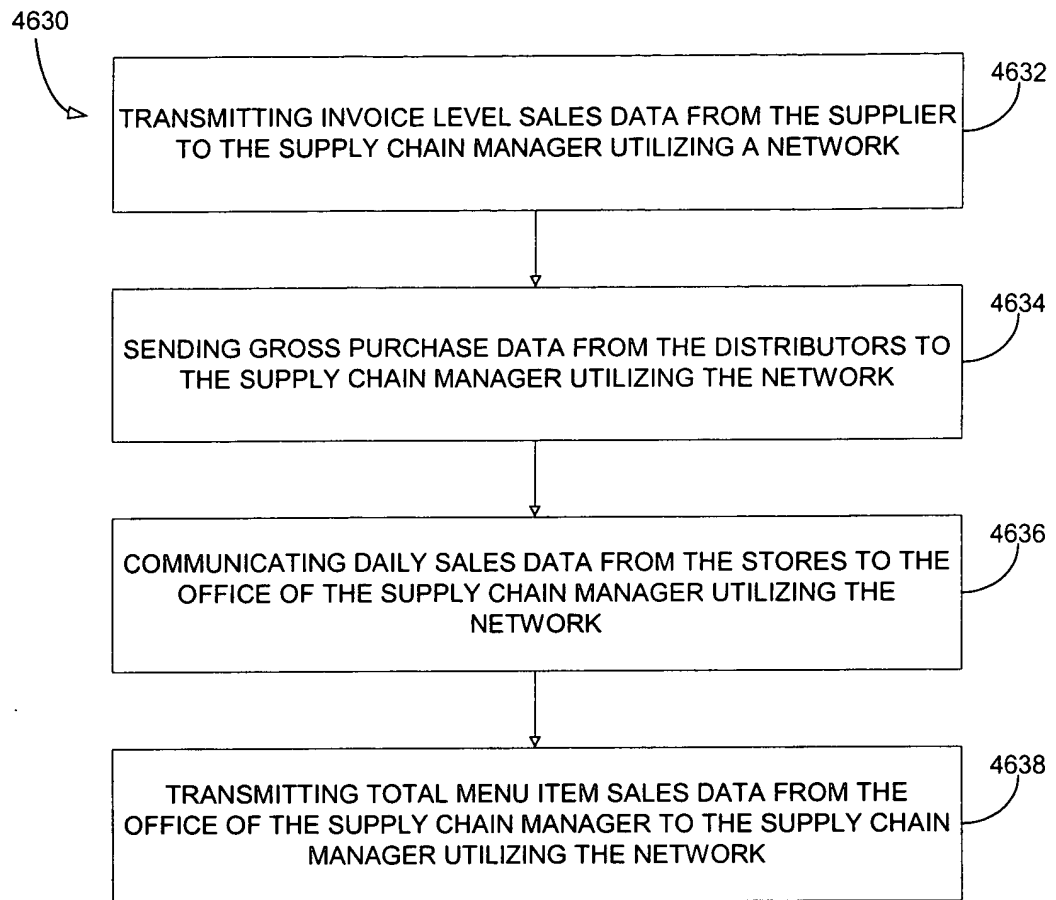 4630
4632
TRANSMITTING INVOICE LEVEL SALES DATA FROM THE SUPPLIER
TO THE SUPPLY CHAIN MANAGER UTILIZING A NETWORK
4634
SENDING GROSS PURCHASE DATA FROM THE DISTRIBUTORS TO
THE SUPPLY CHAIN MANAGER UTILIZING THE NETWORK
4636
COMMUNICATING DAILY SALES DATA FROM THE STORES TO THE
OFFICE OF THE SUPPLY CHAIN MANAGER UTILIZING THE
NETWORK
4638
TRANSMITTING TOTAL MENU ITEM SALES DATA FROM THE
OFFICE OF THE SUPPLY CHAIN MANAGER TO THE SUPPLY CHAIN
MANAGER UTILIZING THE NETWORK